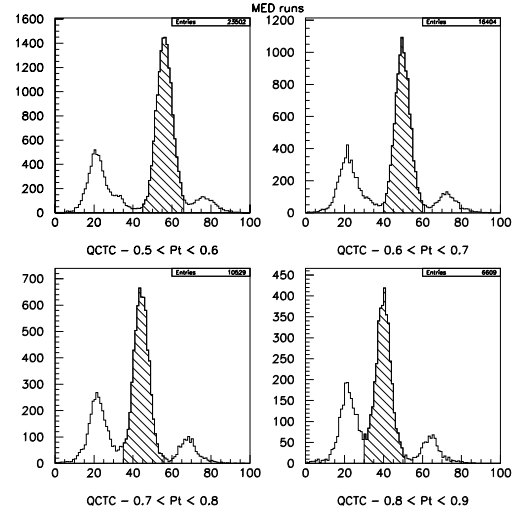 MED runs
Entries 23502
1600
1400
1200
1000
800
600
400
200
0
0 20 40 60 80 100
QCTC – 0.5 < Pt < 0.6
Entries 16404
1200
1000
800
600
400
200
0
0 20 40 60 80 100
QCTC – 0.6 < Pt < 0.7
Entries 10529
700
600
500
400
300
200
100
0
0 20 40 60 80 100
QCTC – 0.7 < Pt < 0.8
Entries 6609
450
400
350
300
250
200
150
100
50
0
0 20 40 60 80 100
QCTC – 0.8 < Pt < 0.9